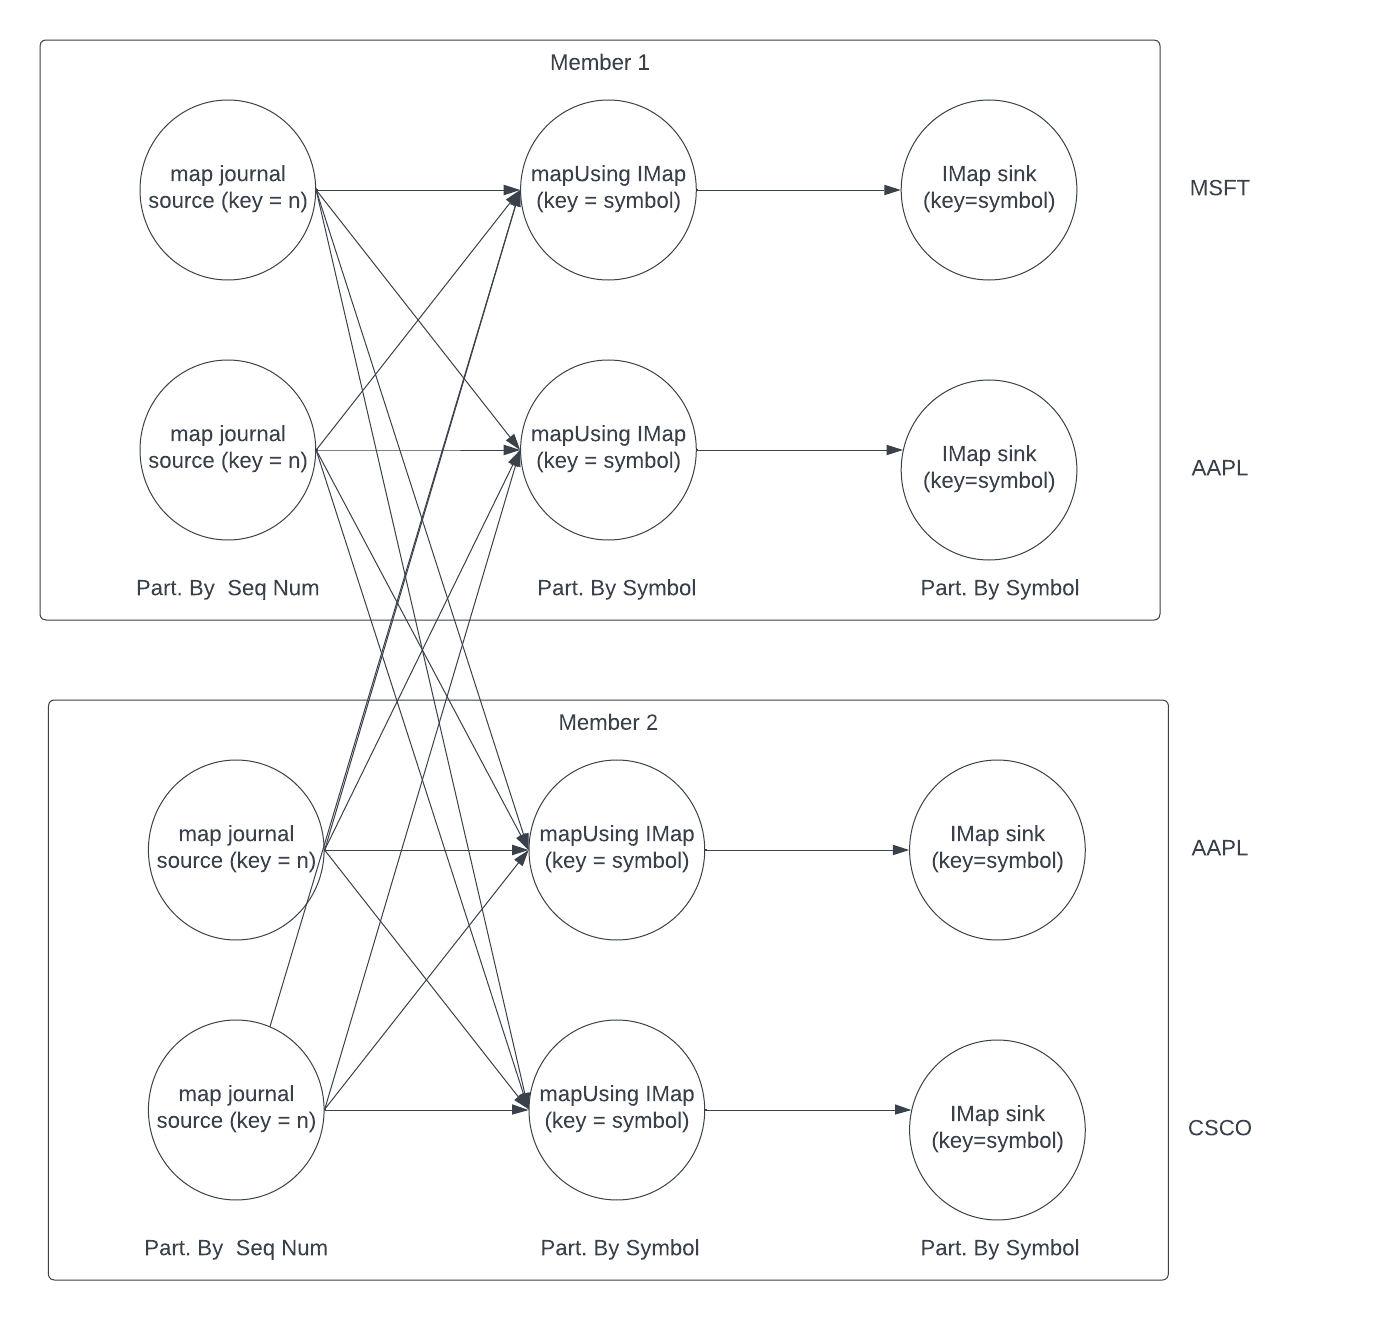 Member 1
map journal
source (key = n)
mapUsing IMap
(key = symbol)
IMap sink
(key=symbol)
MSFT
map journal
source (key = n)
mapUsing IMap
(key = symbol)
IMap sink
(key=symbol)
AAPL
Part. By  Seq Num
Part. By Symbol
Part. By Symbol
Member 2
map journal
source (key = n)
mapUsing IMap
(key = symbol)
IMap sink
(key=symbol)
AAPL
map journal
source (key = n)
mapUsing IMap
(key = symbol)
IMap sink
(key=symbol)
CSCO
Part. By  Seq Num
Part. By Symbol
Part. By Symbol